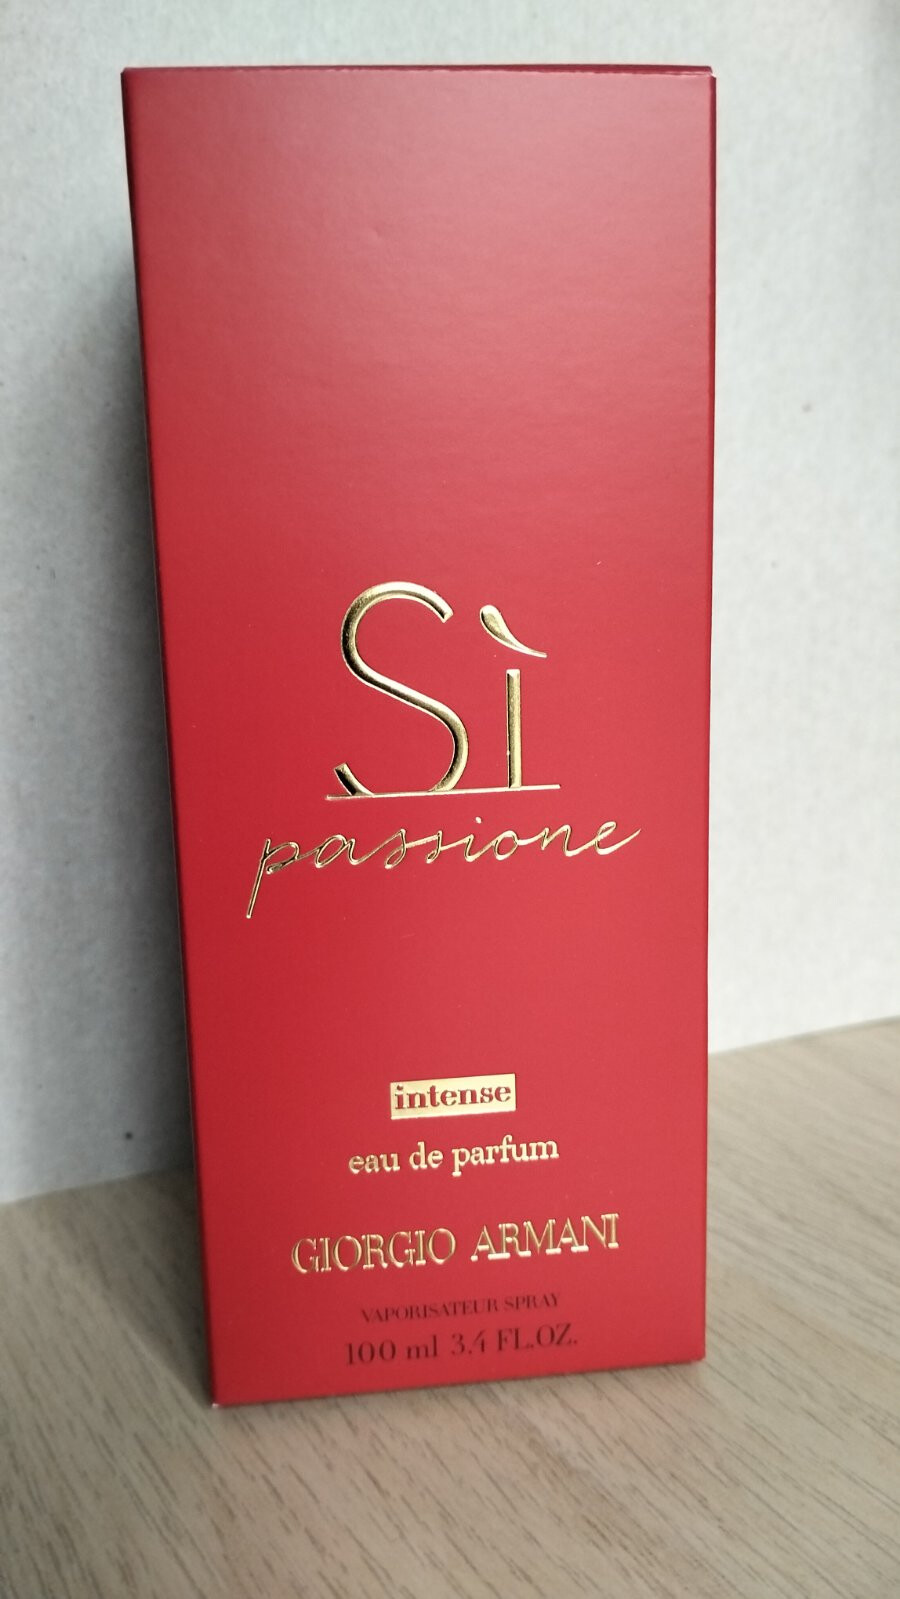 Sì
passione
intense
eau de parfum
GIORGIO ARMANI
VAPORISATEUR SPRAY
100 ml 3.4 FL.OZ.